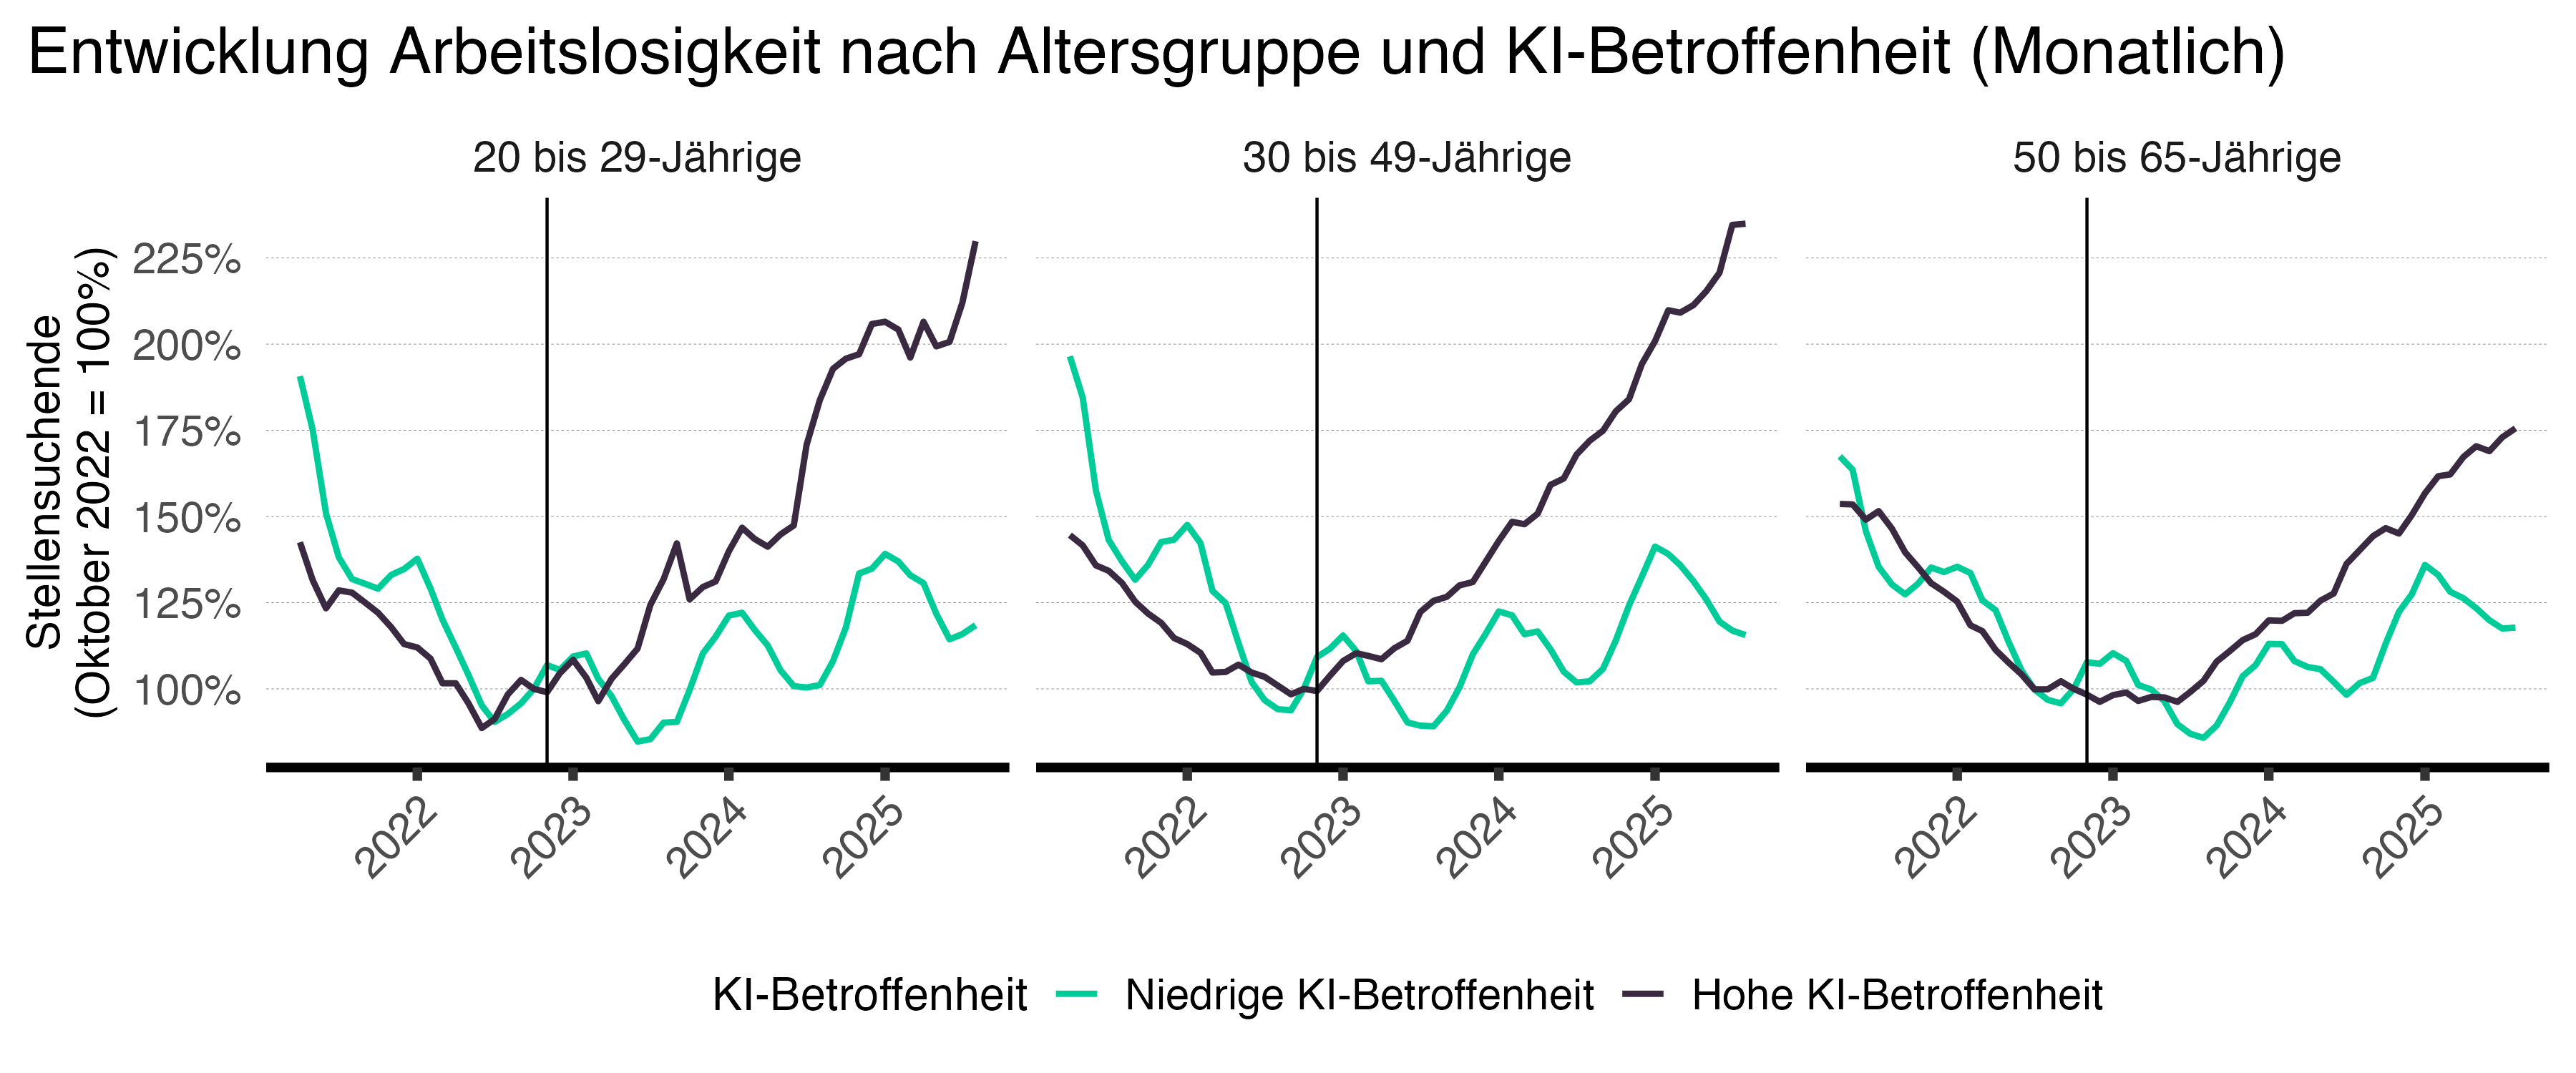 Entwicklung Arbeitslosigkeit nach Altersgruppe und KI-Betroffenheit (Monatlich)
20 bis 29-Jährige
30 bis 49-Jährige
50 bis 65-Jährige
Stellensuchende
(Oktober 2022 = 100%)
225%
200%
175%
150%
125%
100%
2022
2023
2024
2025
2022
2023
2024
2025
2022
2023
2024
2025
KI-Betroffenheit
Niedrige KI-Betroffenheit
Hohe KI-Betroffenheit